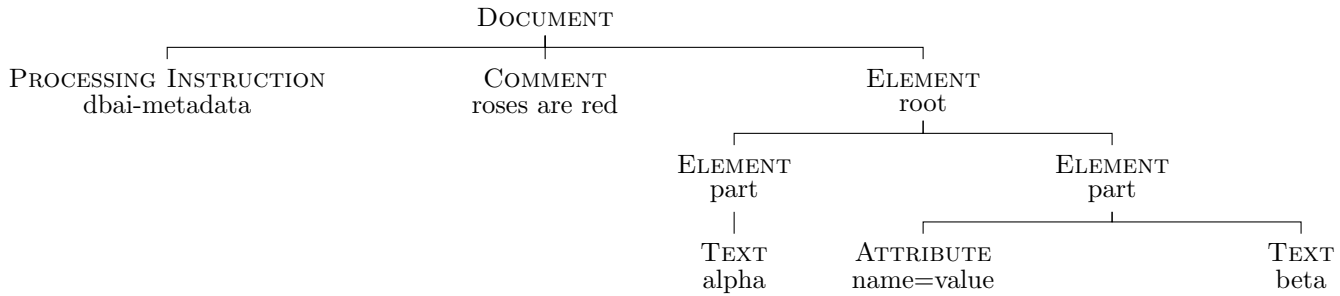 DOCUMENT
PROCESSING INSTRUCTION COMMENT ELEMENT
dbai-metadata roses are red root
ELEMENT ELEMENT
part part
TEXT ATTRIBUTE TEXT
alpha name=value beta